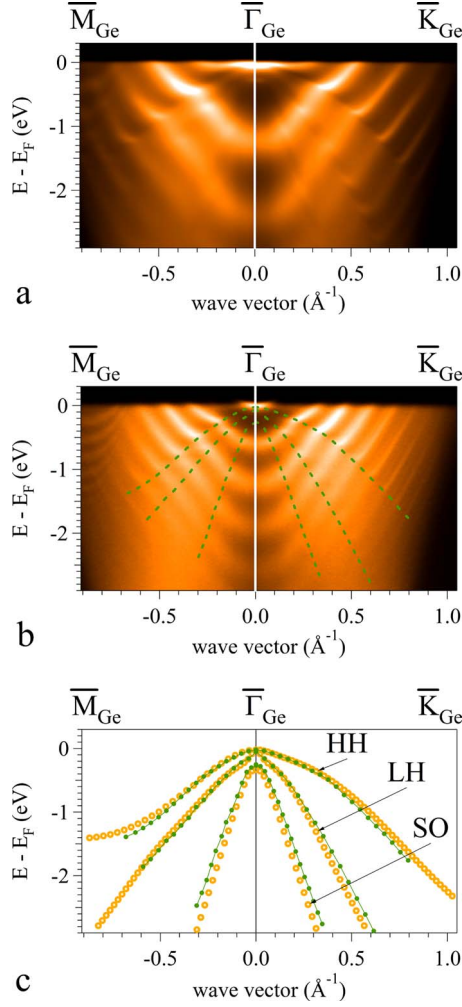 M̅Ge Γ̅Ge K̅Ge
0
-1
-2
E - EF (eV)
-0.5 0.0 0.5 1.0
wave vector (Å-1)
a
M̅Ge Γ̅Ge K̅Ge
0
-1
-2
E - EF (eV)
-0.5 0.0 0.5 1.0
wave vector (Å-1)
b
M̅Ge Γ̅Ge K̅Ge
0
-1
-2
E - EF (eV)
HH
LH
SO
-0.5 0.0 0.5 1.0
wave vector (Å-1)
c